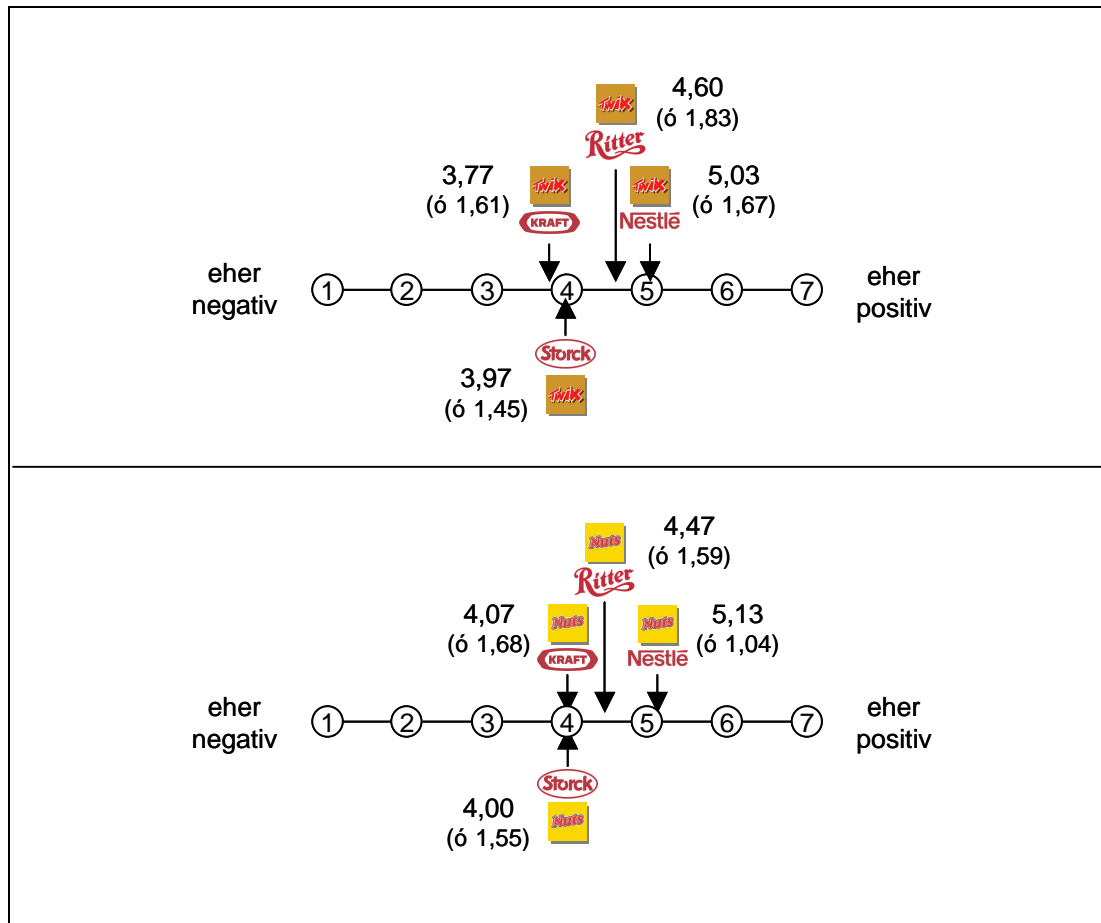 4,60
(ó 1,83)
TWIX
Ritter
3,77
(ó 1,61)
TWIX
KRAFT
TWIX
Nestlé
5,03
(ó 1,67)
eher
negativ
1 2 3 4 5 6 7
eher
positiv
Storck
3,97
(ó 1,45)
TWIX
4,47
(ó 1,59)
Nuts
Ritter
4,07
(ó 1,68)
Nuts
KRAFT
Nuts
Nestlé
5,13
(ó 1,04)
eher
negativ
1 2 3 4 5 6 7
eher
positiv
Storck
4,00
(ó 1,55)
Nuts